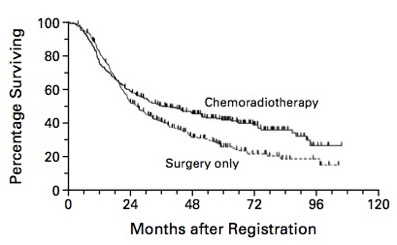 Percentage Surviving
100
80
60
40
20
0
Chemoradiotherapy
Surgery only
0 24 48 72 96 120
Months after Registration